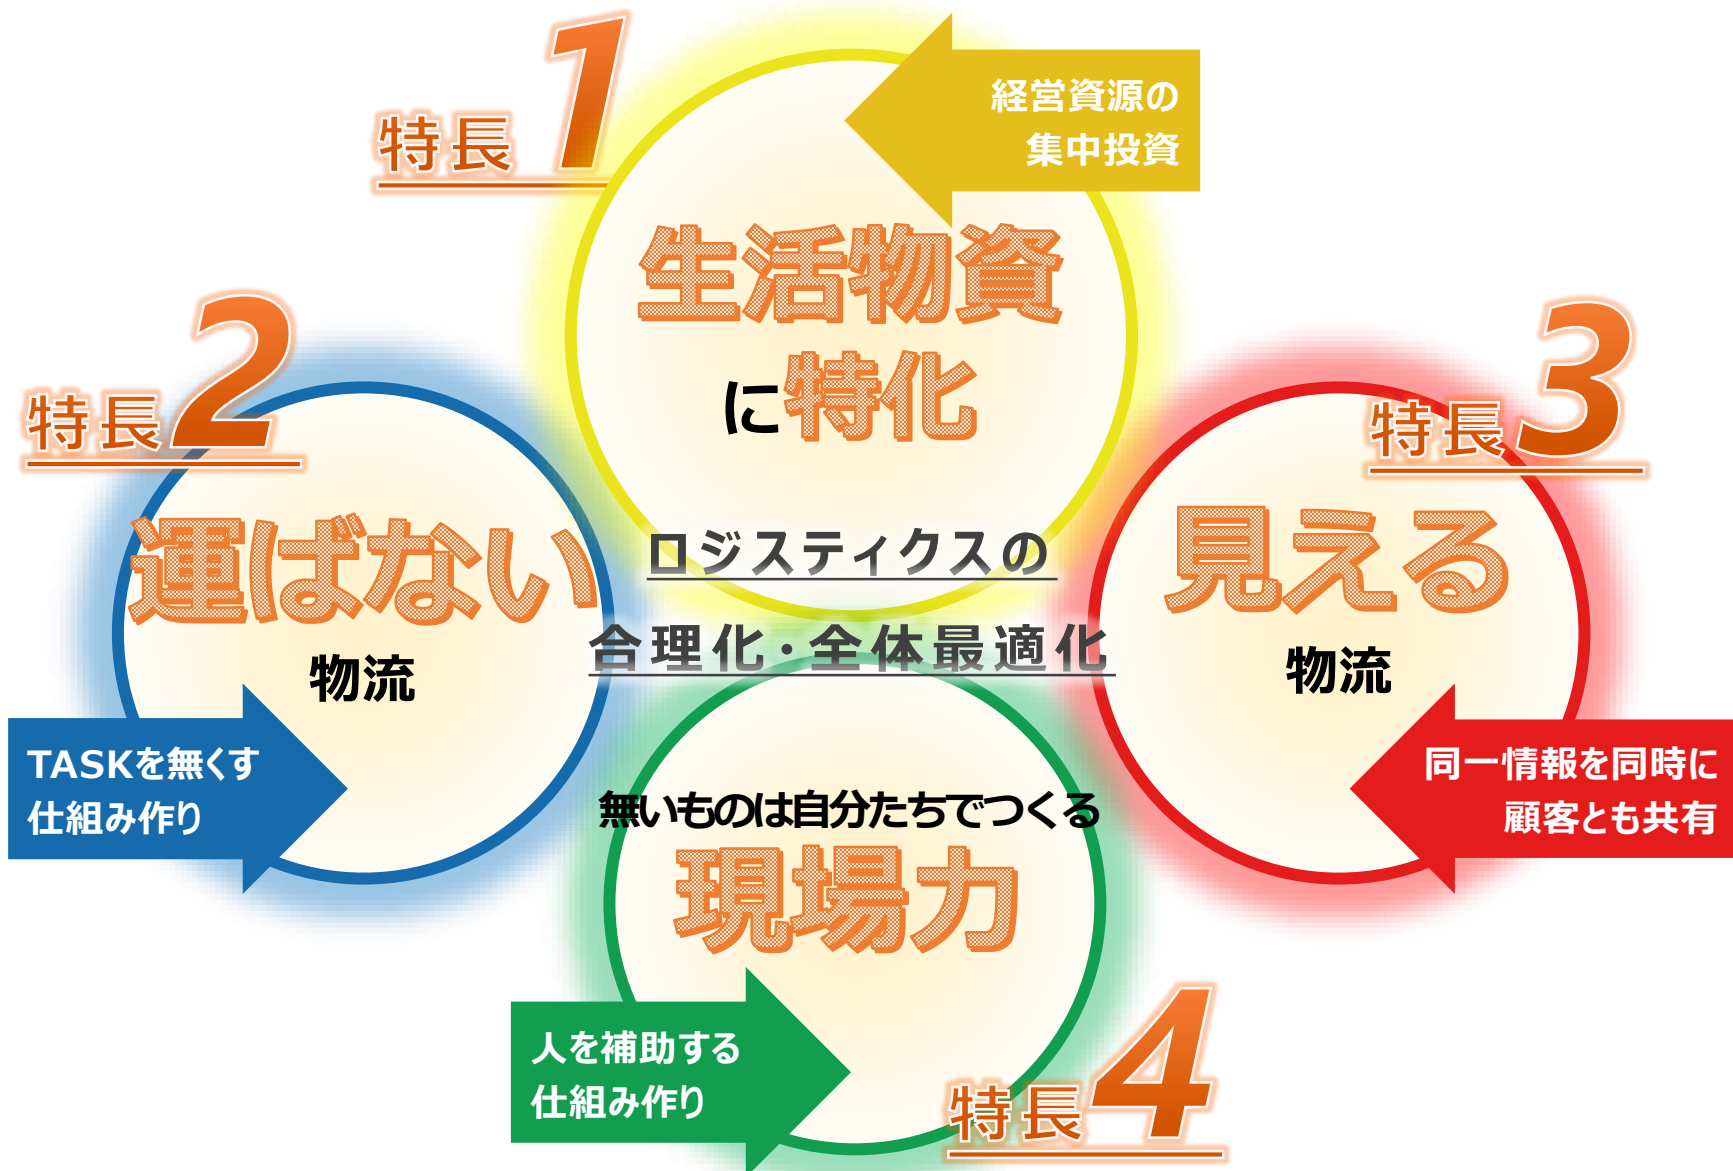 特長1
経営資源の
集中投資
生活物資
に特化
特長2
運ばない
物流
TASKを無くす
仕組み作り
ロジスティクスの
合理化・全体最適化
特長3
見える
物流
同一情報を同時に
顧客とも共有
無いものは自分たちでつくる
現場力
人を補助する
仕組み作り
特長4